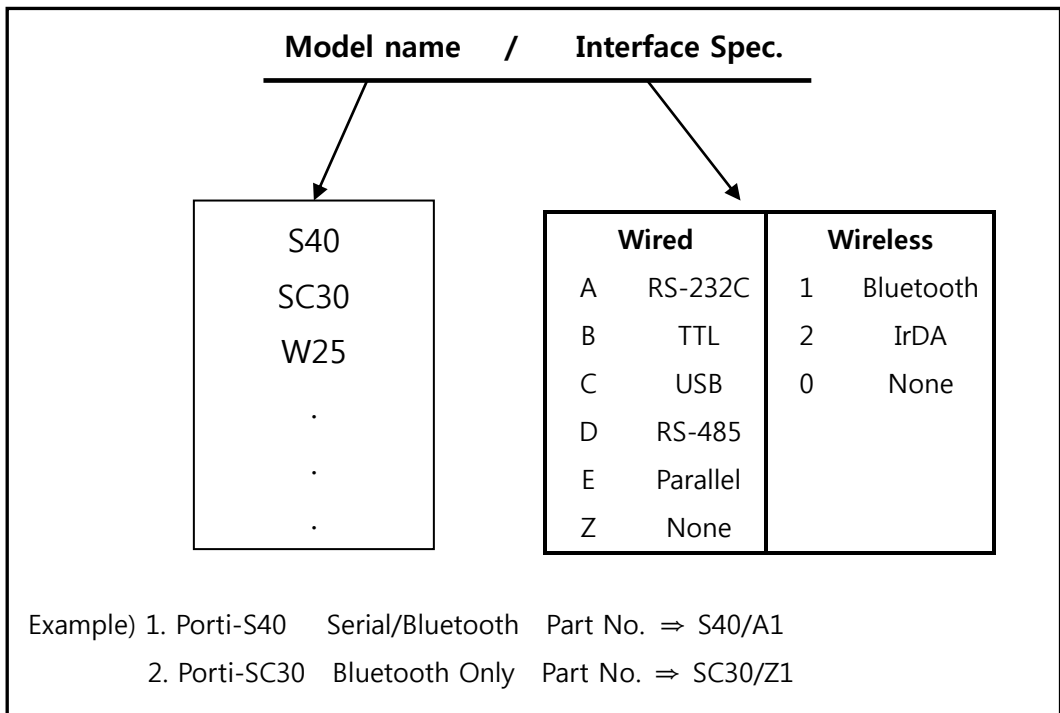 Model name / Interface Spec.
S40
SC30
W25
.
.
.
Wired Wireless
A RS-232C 1 Bluetooth
B TTL 2 IrDA
C USB 0 None
D RS-485
E Parallel
Z None
Example) 1. Porti-S40 Serial/Bluetooth Part No. ⇒ S40/A1
2. Porti-SC30 Bluetooth Only Part No. ⇒ SC30/Z1